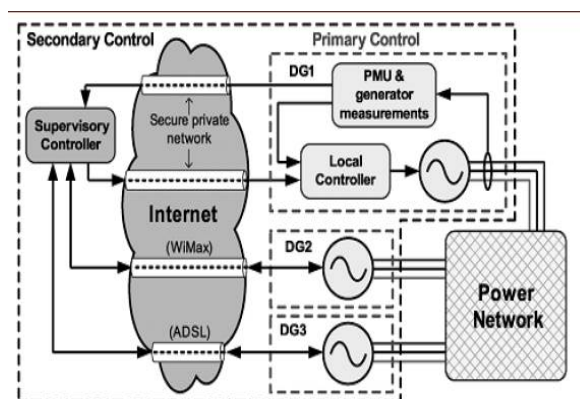 Secondary Control
Primary Control
DG1
PMU &
generator
measurements
Supervisory
Controller
Secure private
network
Local
Controller
Internet
(WiMax)
DG2
(ADSL)
DG3
Power
Network